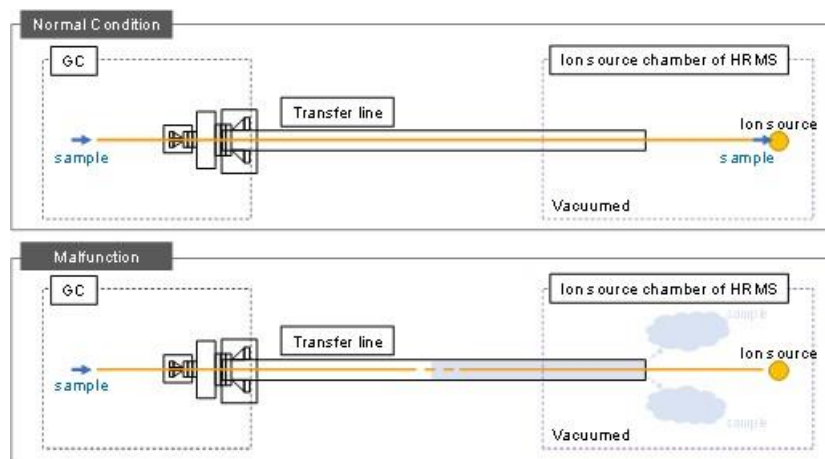 Normal Condition
GC
Ion source chamber of HRMS
Transfer line
Ion source
sample
sample
Vacuumed
Malfunction
GC
Ion source chamber of HRMS
sample
Transfer line
Ion source
sample
sample
Vacuumed